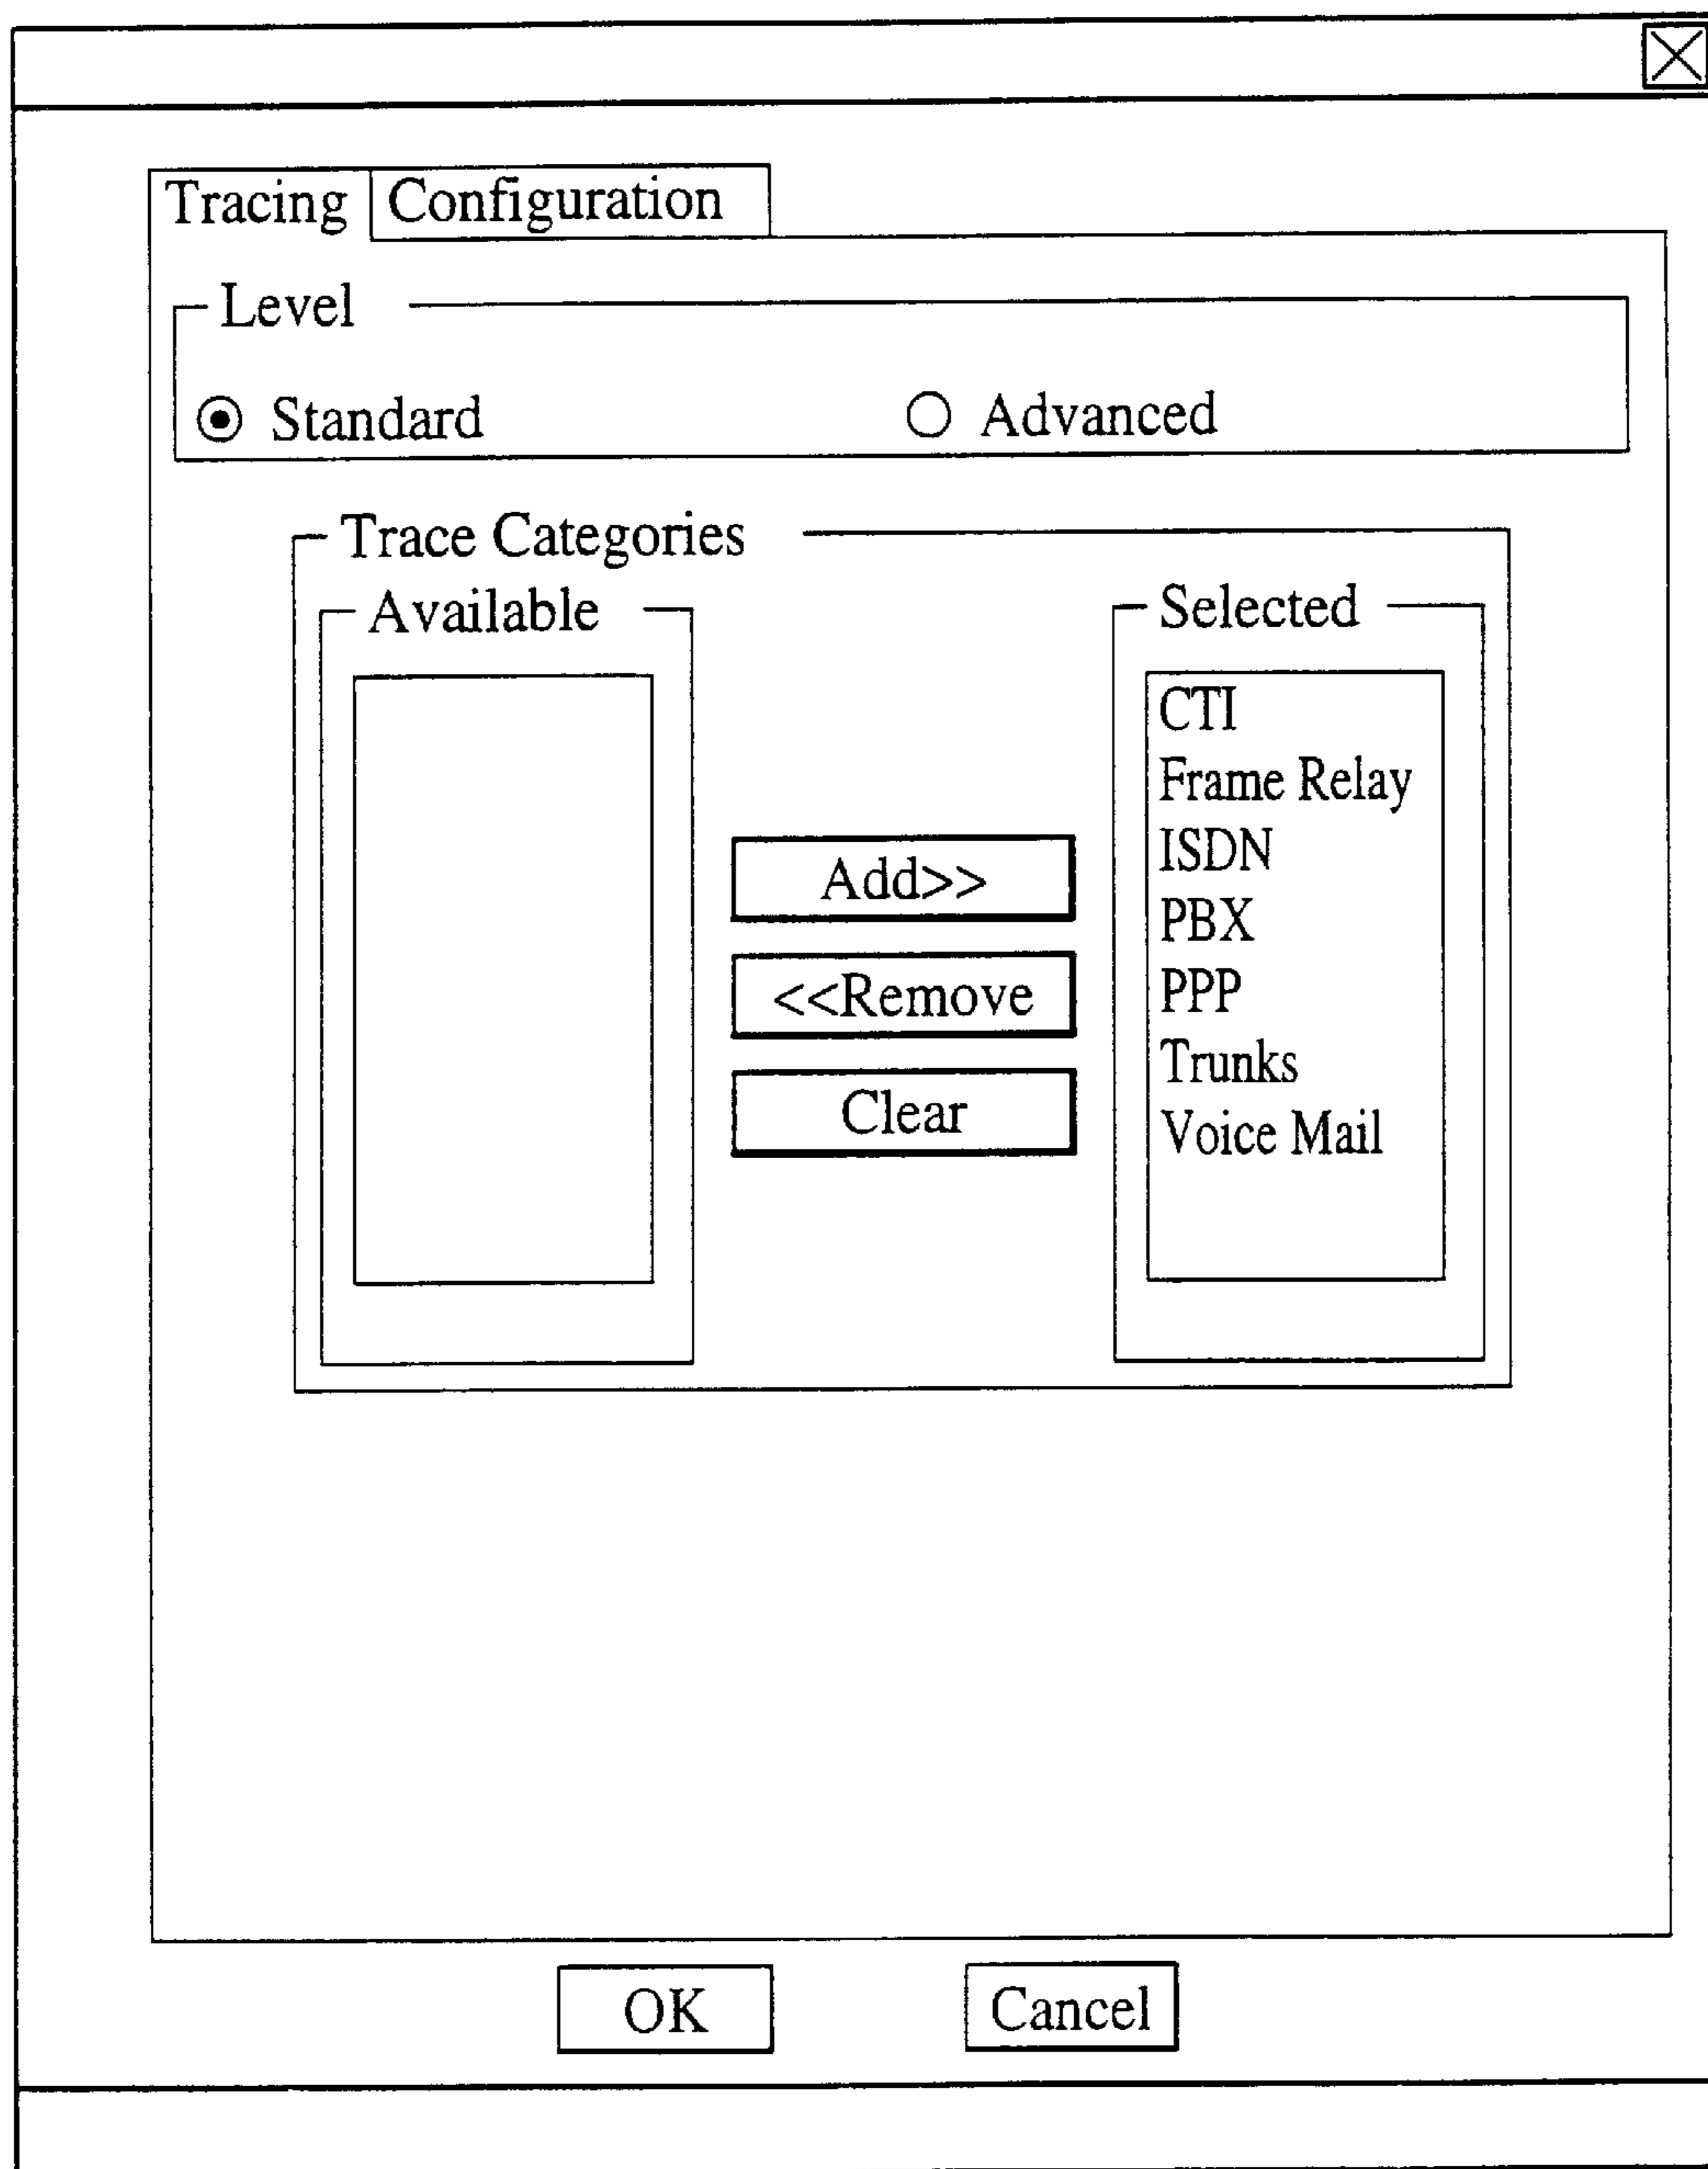 Tracing Configuration
Level
Standard Advanced
Trace Categories
Available
Selected
CTI
Frame Relay
ISDN
PBX
PPP
Trunks
Voice Mail
Add>>
<<Remove
Clear
OK Cancel